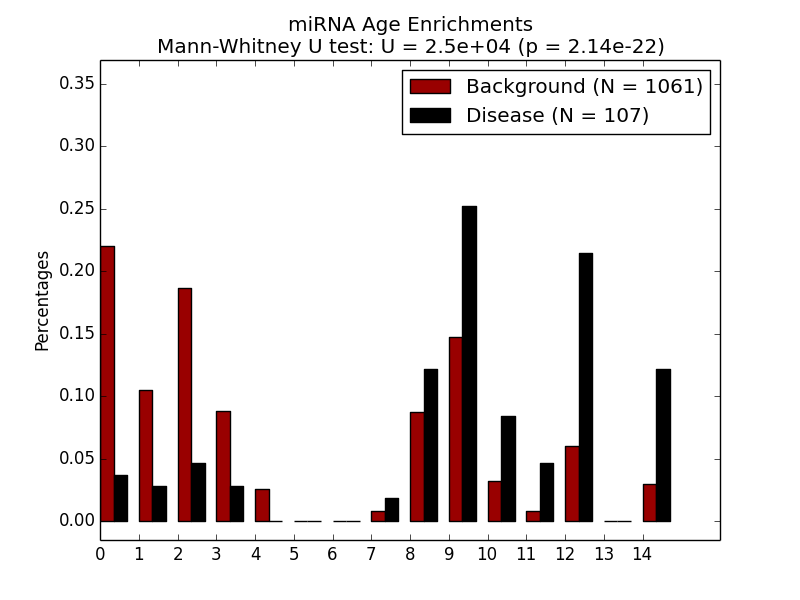 miRNA Age Enrichments
Mann-Whitney U test: U = 2.5e+04 (p = 2.14e-22)
Background (N = 1061)
Disease (N = 107)
Percentages
0.35
0.30
0.25
0.20
0.15
0.10
0.05
0.00
0 1 2 3 4 5 6 7 8 9 10 11 12 13 14